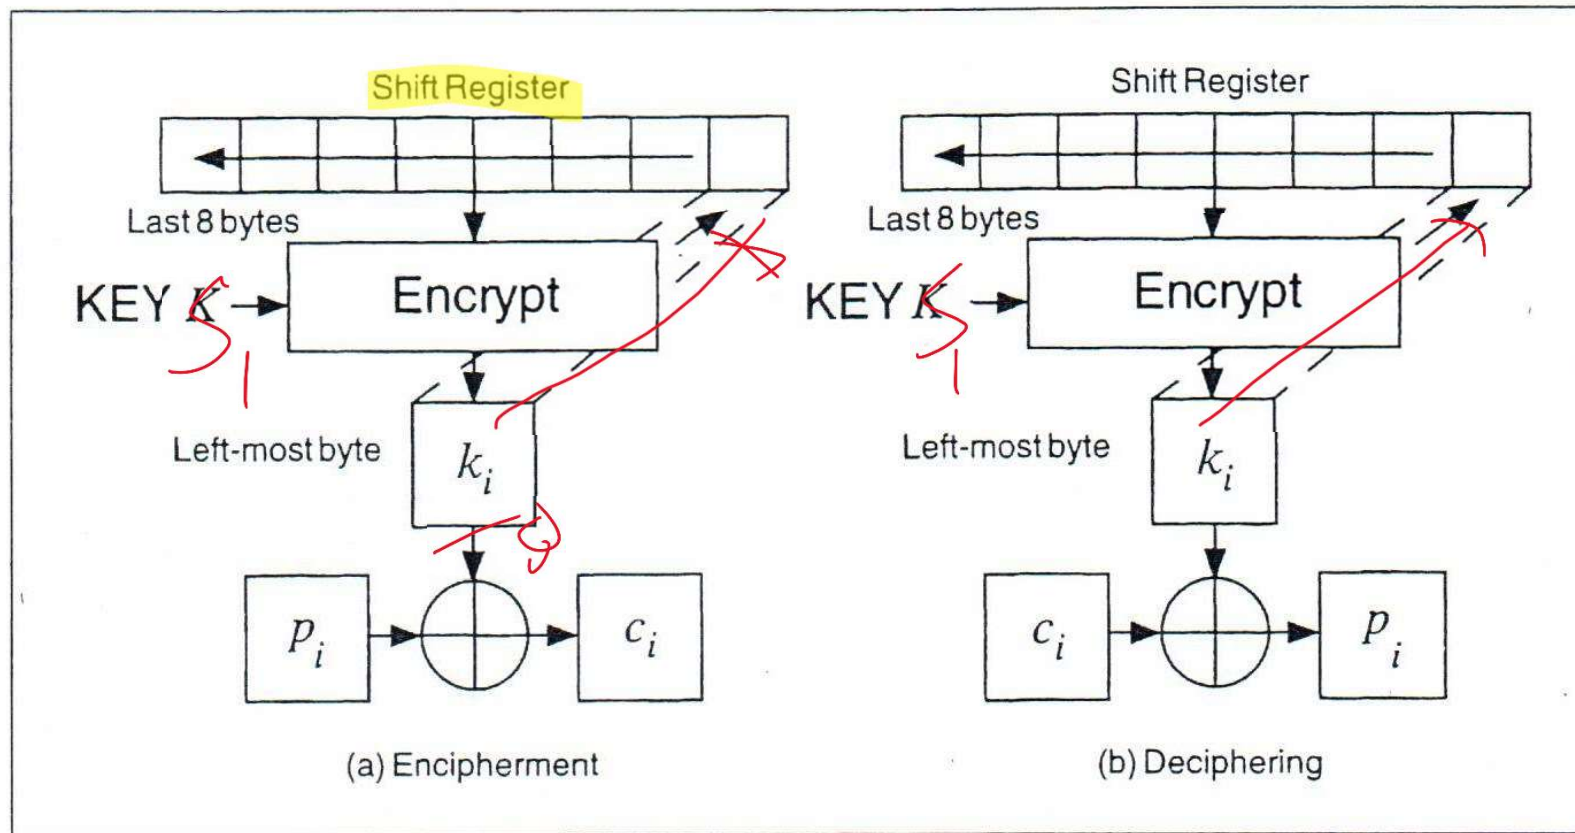 Shift Register
Last 8 bytes
KEY K
Encrypt
Left-most byte
k_i
p_i
c_i
(a) Encipherment
Shift Register
Last 8 bytes
KEY K
Encrypt
Left-most byte
k_i
c_i
p_i
(b) Deciphering